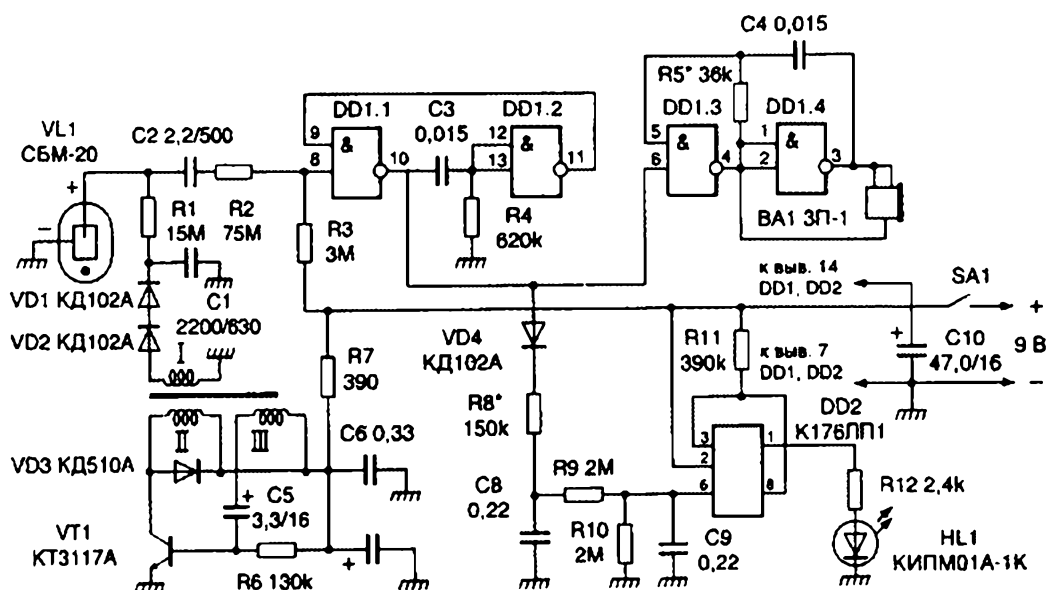 C4 0,015
R5* 36k
DD1.1
C3
0,015
DD1.2
DD1.3
DD1.4
VL1
СБМ-20
C2 2,2/500
9
&
8
10
12
&
13
11
5
&
6
4
1
&
2
3
+
−
R1
15М
R2
75М
R3
3М
R4
620k
ВА1 ЗП-1
VD1 КД102А
C1
2200/630
VD2 КД102А
I
к выв. 14
DD1, DD2
SA1
+
9 В
−
VD4
КД102А
R11
390k
к выв. 7
DD1, DD2
+
C10
47,0/16
R7
390
R8*
150k
DD2
К176ЛП1
II
III
VD3 КД510А
C6 0,33
3
2
6
1
8
R9 2М
C8
0,22
+
C5
3,3/16
R12 2,4k
VT1
КТ3117А
R6 130k
+
R10
2М
C9
0,22
HL1
КИПМ01А-1К